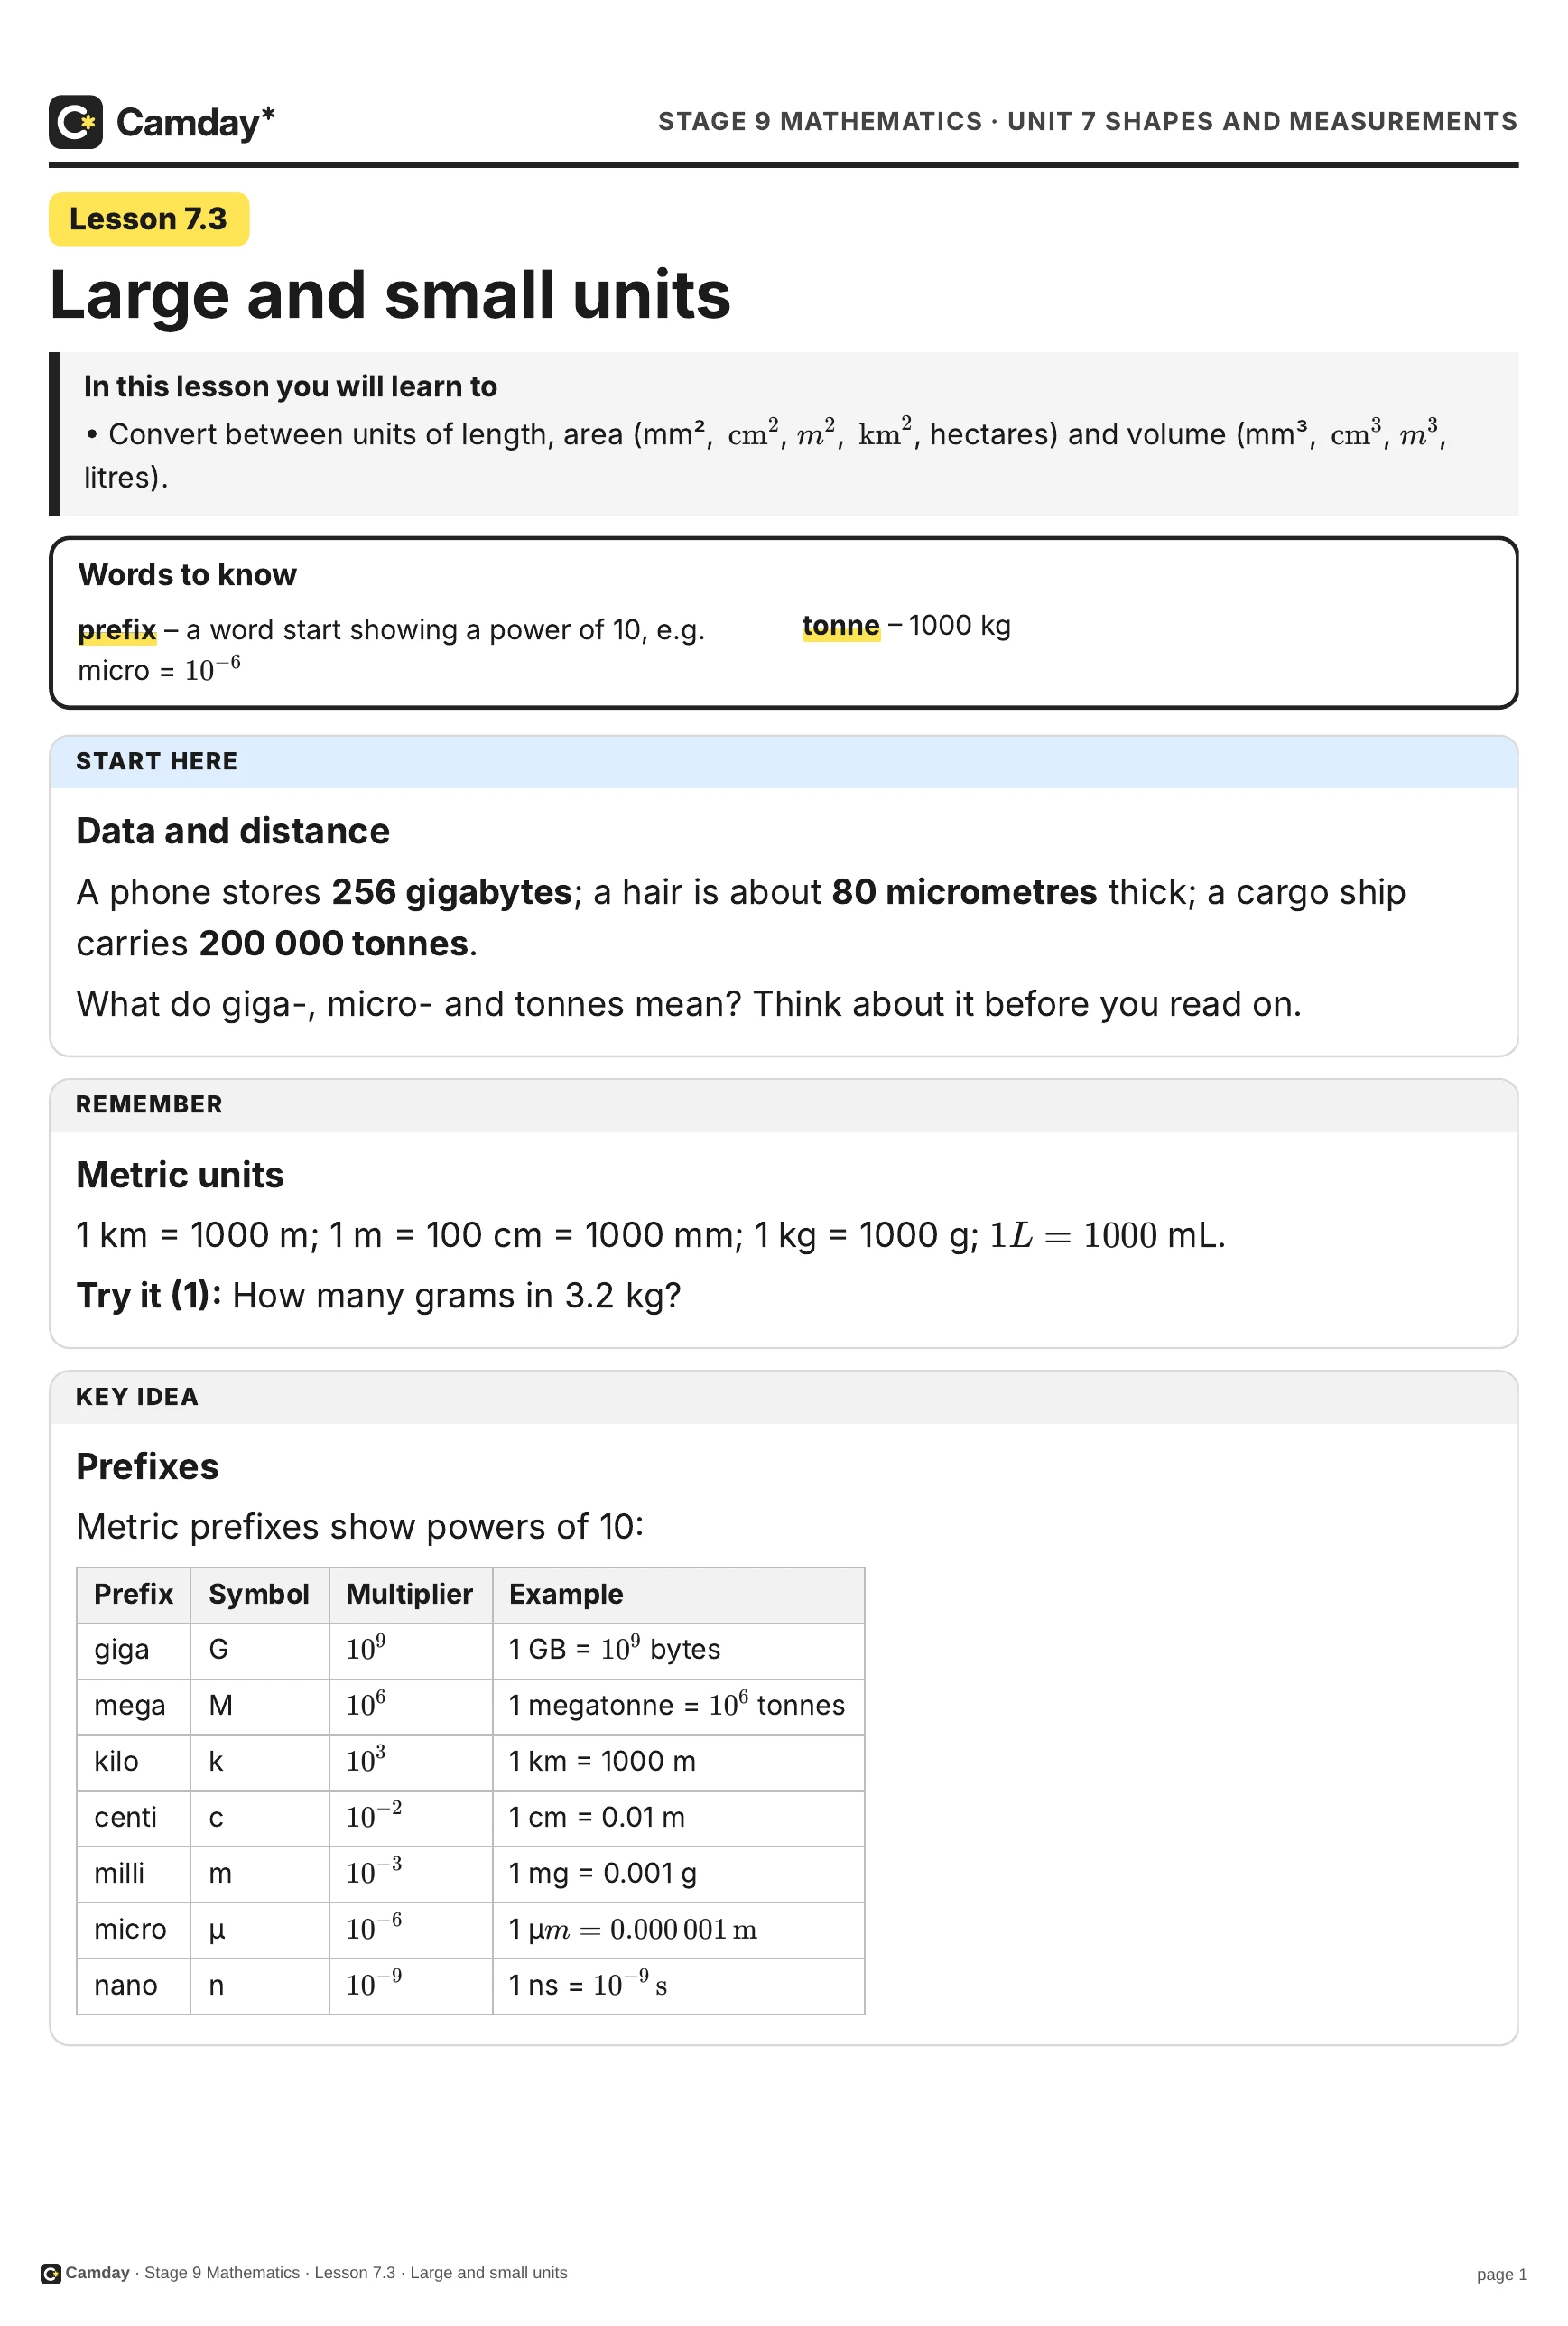 Camday*
STAGE 9 MATHEMATICS · UNIT 7 SHAPES AND MEASUREMENTS
Lesson 7.3
Large and small units
In this lesson you will learn to
• Convert between units of length, area (mm², cm², m², km², hectares) and volume (mm³, cm³, m³,
litres).
Words to know
prefix – a word start showing a power of 10, e.g.
micro = 10⁻⁶
tonne – 1000 kg
START HERE
Data and distance
A phone stores 256 gigabytes; a hair is about 80 micrometres thick; a cargo ship
carries 200 000 tonnes.
What do giga-, micro- and tonnes mean? Think about it before you read on.
REMEMBER
Metric units
1 km = 1000 m; 1 m = 100 cm = 1000 mm; 1 kg = 1000 g; 1L = 1000 mL.
Try it (1): How many grams in 3.2 kg?
KEY IDEA
Prefixes
Metric prefixes show powers of 10:
Prefix Symbol Multiplier Example
giga G 10⁹ 1 GB = 10⁹ bytes
mega M 10⁶ 1 megatonne = 10⁶ tonnes
kilo k 10³ 1 km = 1000 m
centi c 10⁻² 1 cm = 0.01 m
milli m 10⁻³ 1 mg = 0.001 g
micro µ 10⁻⁶ 1 µm = 0.000 001 m
nano n 10⁻⁹ 1 ns = 10⁻⁹ s
Camday · Stage 9 Mathematics · Lesson 7.3 · Large and small units
page 1